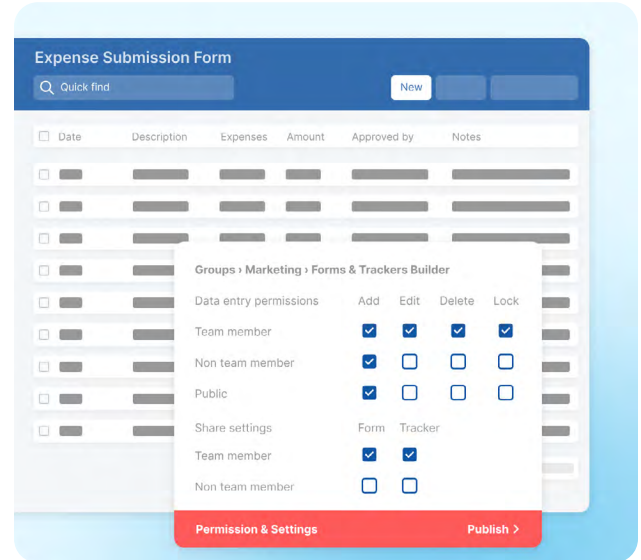 Expense Submission Form
Quick find
New
Date Description Expenses Amount Approved by Notes
Groups › Marketing › Forms & Trackers Builder
Data entry permissions Add Edit Delete Lock
Team member
Non team member
Public
Share settings Form Tracker
Team member
Non team member
Permission & Settings Publish >